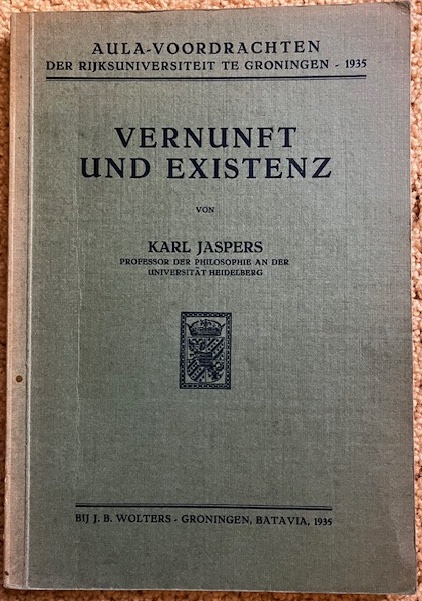 AULA-VOORDRACHTEN
DER RIJKSUNIVERSITEIT TE GRONINGEN - 1935
VERNUNFT
UND EXISTENZ
VON
KARL JASPERS
PROFESSOR DER PHILOSOPHIE AN DER
UNIVERSITÄT HEIDELBERG
BIJ J. B. WOLTERS - GRONINGEN, BATAVIA, 1935